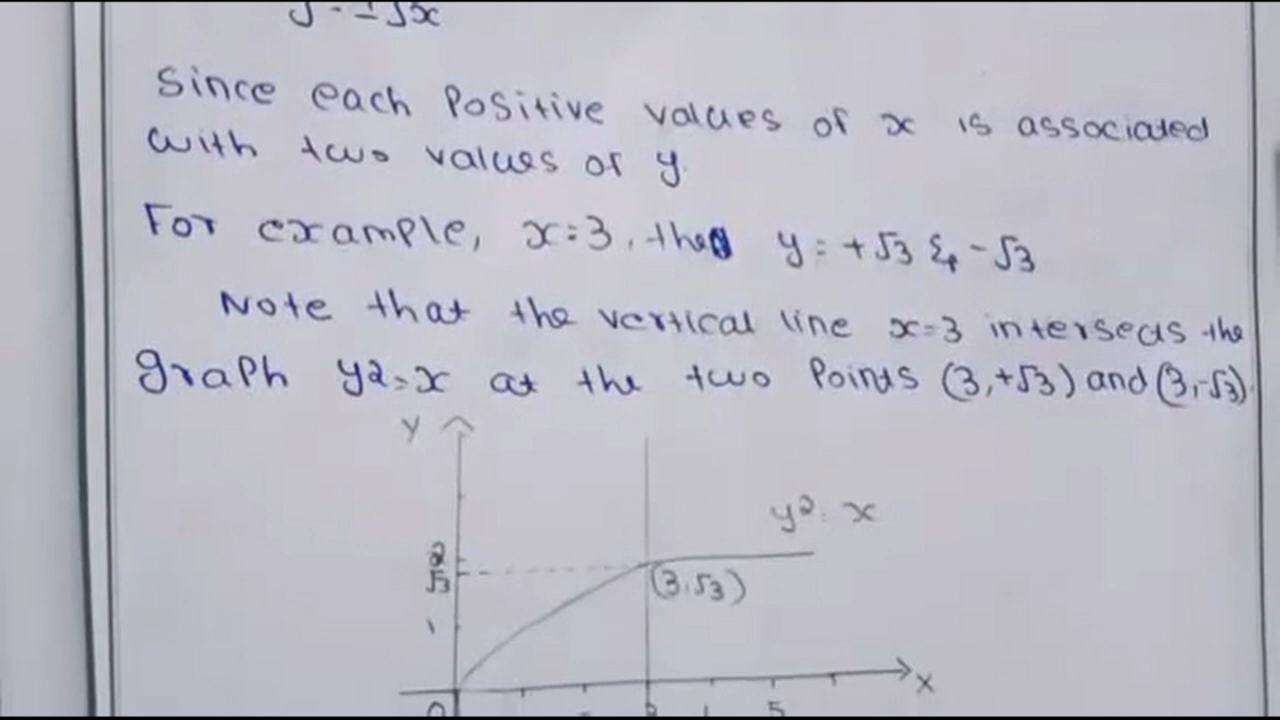 y = ±√x
Since each Positive values of x is associated
with two values of y.
For example, x=3, then y = +√3 & -√3
Note that the vertical line x=3 intersects the
graph y2=x at the two Points (3,+√3) and (3,-√3).
Y
y² = x
2
√3
(3,√3)
1
X
0 3 5